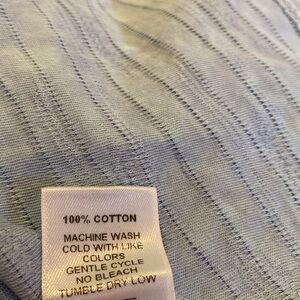 100% COTTON
MACHINE WASH
COLD WITH LIKE
COLORS
GENTLE CYCLE
NO BLEACH
TUMBLE DRY LOW